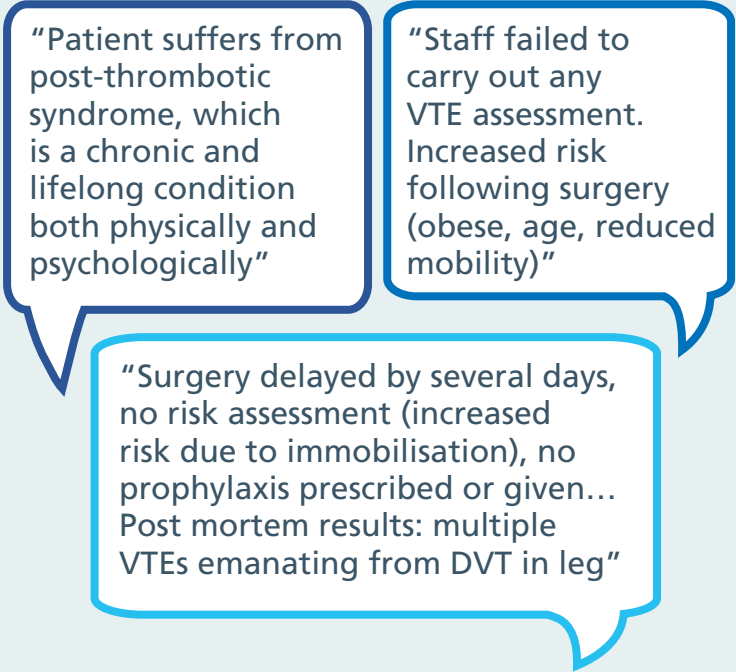 “Patient suffers from
post-thrombotic
syndrome, which
is a chronic and
lifelong condition
both physically and
psychologically”
“Staff failed to
carry out any
VTE assessment.
Increased risk
following surgery
(obese, age, reduced
mobility)”
“Surgery delayed by several days,
no risk assessment (increased
risk due to immobilisation), no
prophylaxis prescribed or given…
Post mortem results: multiple
VTEs emanating from DVT in leg”